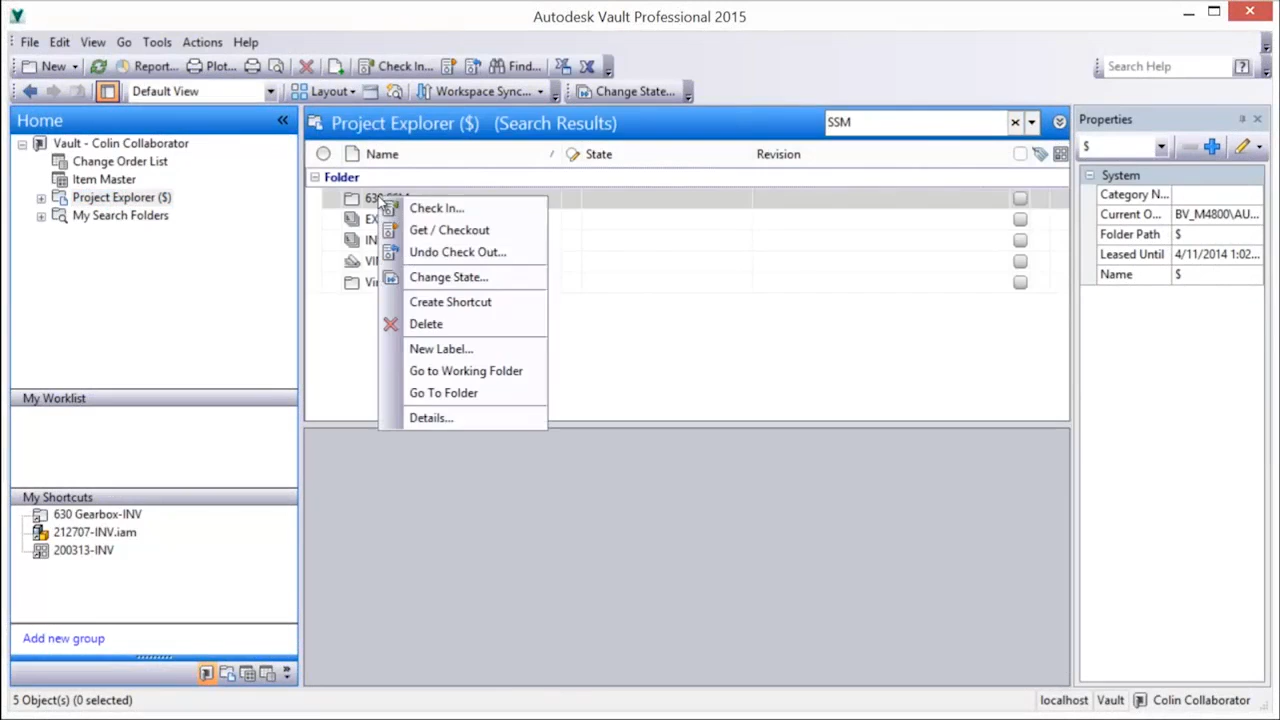 Autodesk Vault Professional 2015
File Edit View Go Tools Actions Help
New Report... Plot... Check In... Find... Search Help
Default View Layout Workspace Sync... Change State...
Home
Vault - Colin Collaborator
Change Order List
Item Master
Project Explorer ($)
My Search Folders
My Worklist
My Shortcuts
630 Gearbox-INV
212707-INV.iam
200313-INV
Add new group
Project Explorer ($) (Search Results) SSM
Name / State Revision
Folder
Check In...
Get / Checkout
Undo Check Out...
Change State...
Create Shortcut
Delete
New Label...
Go to Working Folder
Go To Folder
Details...
Properties
$
System
Category N...
Current O... BV_M4800\AU...
Folder Path $
Leased Until 4/11/2014 1:02...
Name $
5 Object(s) (0 selected) localhost Vault Colin Collaborator